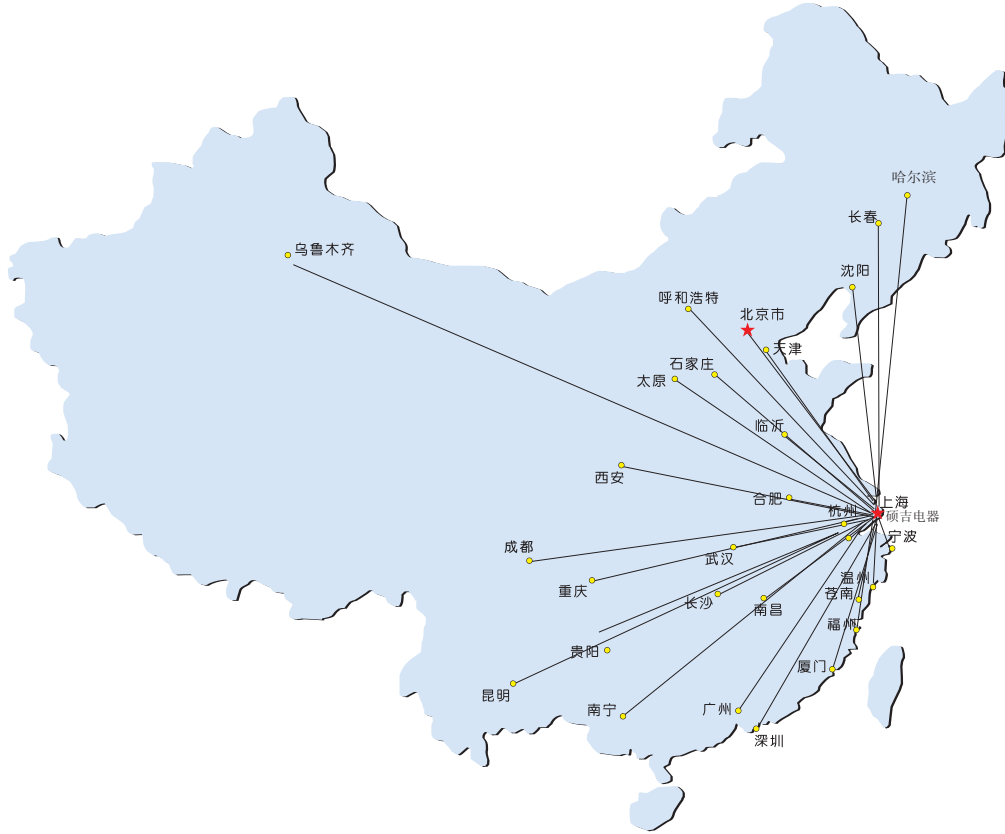 哈尔滨
长春
乌鲁木齐
沈阳
呼和浩特
北京市
天津
石家庄
太原
临沂
西安
合肥
上海
杭州
硕吉电器
宁波
成都
武汉
温州
重庆
苍南
长沙
南昌
福州
贵阳
厦门
昆明
南宁
广州
深圳